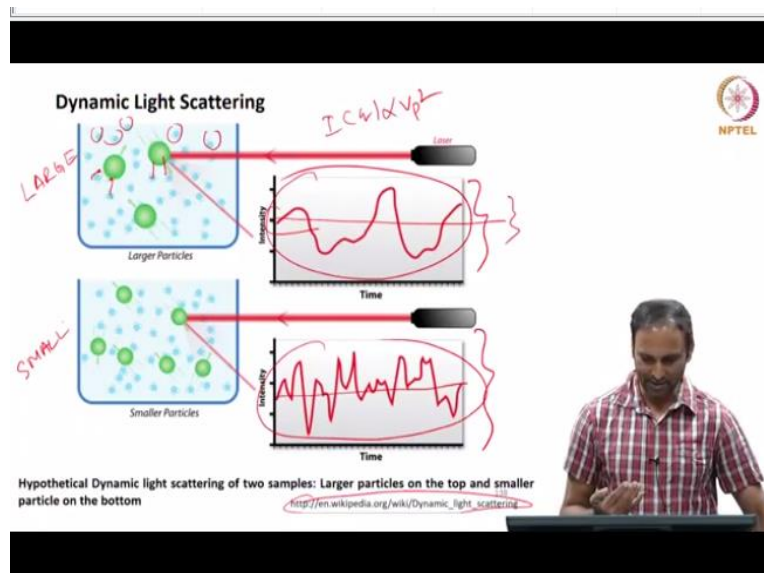 Dynamic Light Scattering
I(q) α Vp²
NPTEL
LARGE
Laser
Intensity
Larger Particles
Time
SMALL
Intensity
Smaller Particles
Time
Hypothetical Dynamic light scattering of two samples: Larger particles on the top and smaller
particle on the bottom
http://en.wikipedia.org/wiki/Dynamic_light_scattering